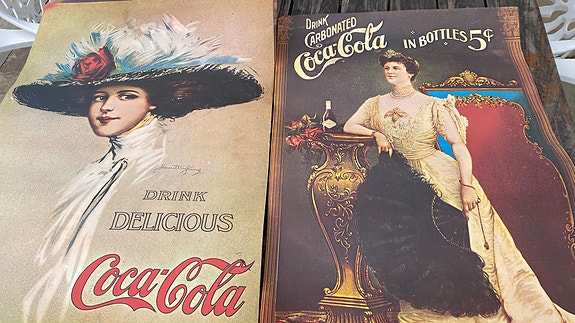 DRINK
DELICIOUS
Coca-Cola
DRINK
CARBONATED
Coca-Cola
IN BOTTLES 5¢